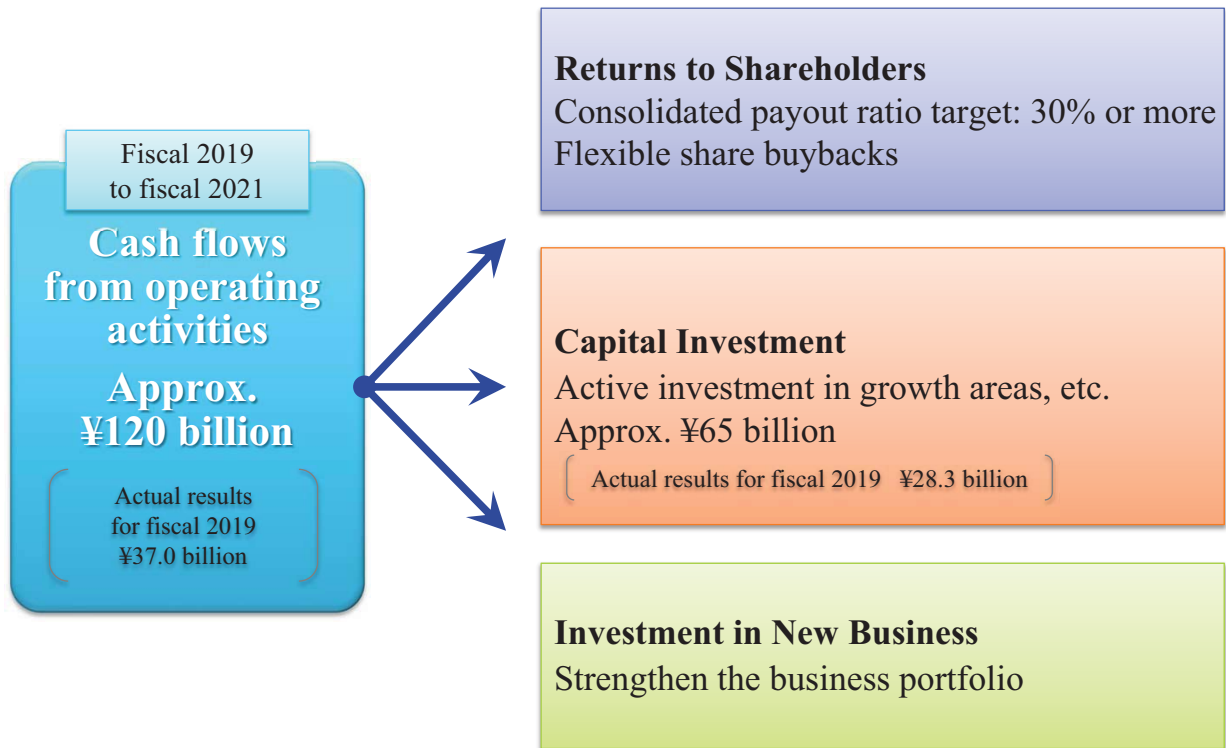 Fiscal 2019
to fiscal 2021
Cash flows
from operating
activities
Approx.
¥120 billion
Actual results
for fiscal 2019
¥37.0 billion
Returns to Shareholders
Consolidated payout ratio target: 30% or more
Flexible share buybacks
Capital Investment
Active investment in growth areas, etc.
Approx. ¥65 billion
Actual results for fiscal 2019 ¥28.3 billion
Investment in New Business
Strengthen the business portfolio